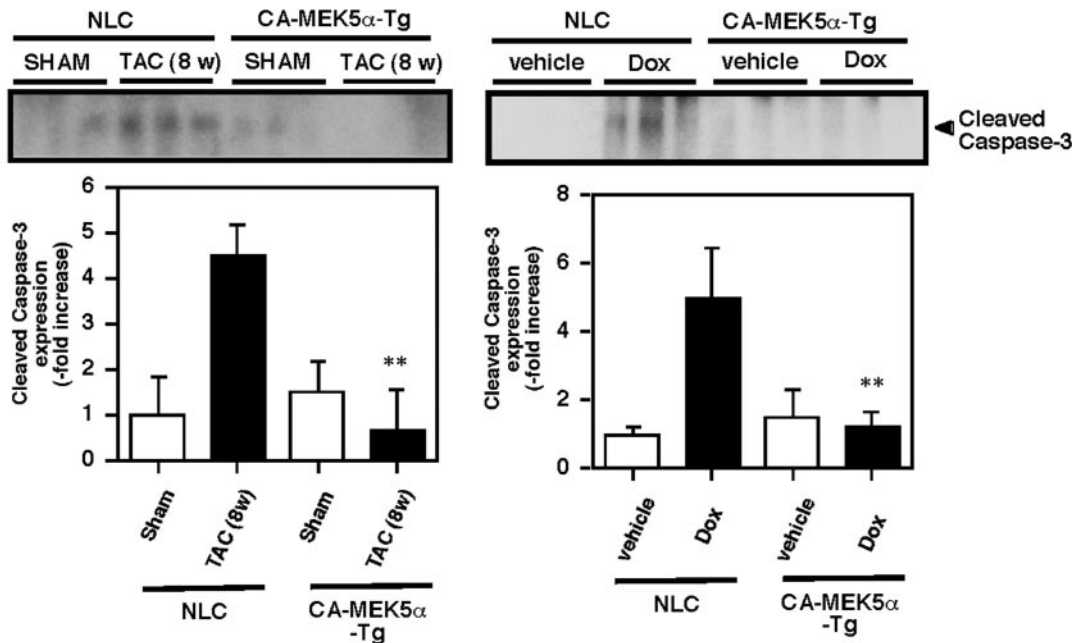 NLC CA-MEK5α-Tg
SHAM TAC (8 w) SHAM TAC (8 w)
Cleaved Caspase-3
expression
(-fold increase)
6
5
4
3
2
1
0
Sham
TAC (8w)
Sham
TAC (8w)
NLC
CA-MEK5α
-Tg
**
NLC CA-MEK5α-Tg
vehicle Dox vehicle Dox
Cleaved
Caspase-3
Cleaved Caspase-3
expression
(-fold increase)
8
6
4
2
0
**
vehicle
Dox
vehicle
Dox
NLC
CA-MEK5α
-Tg